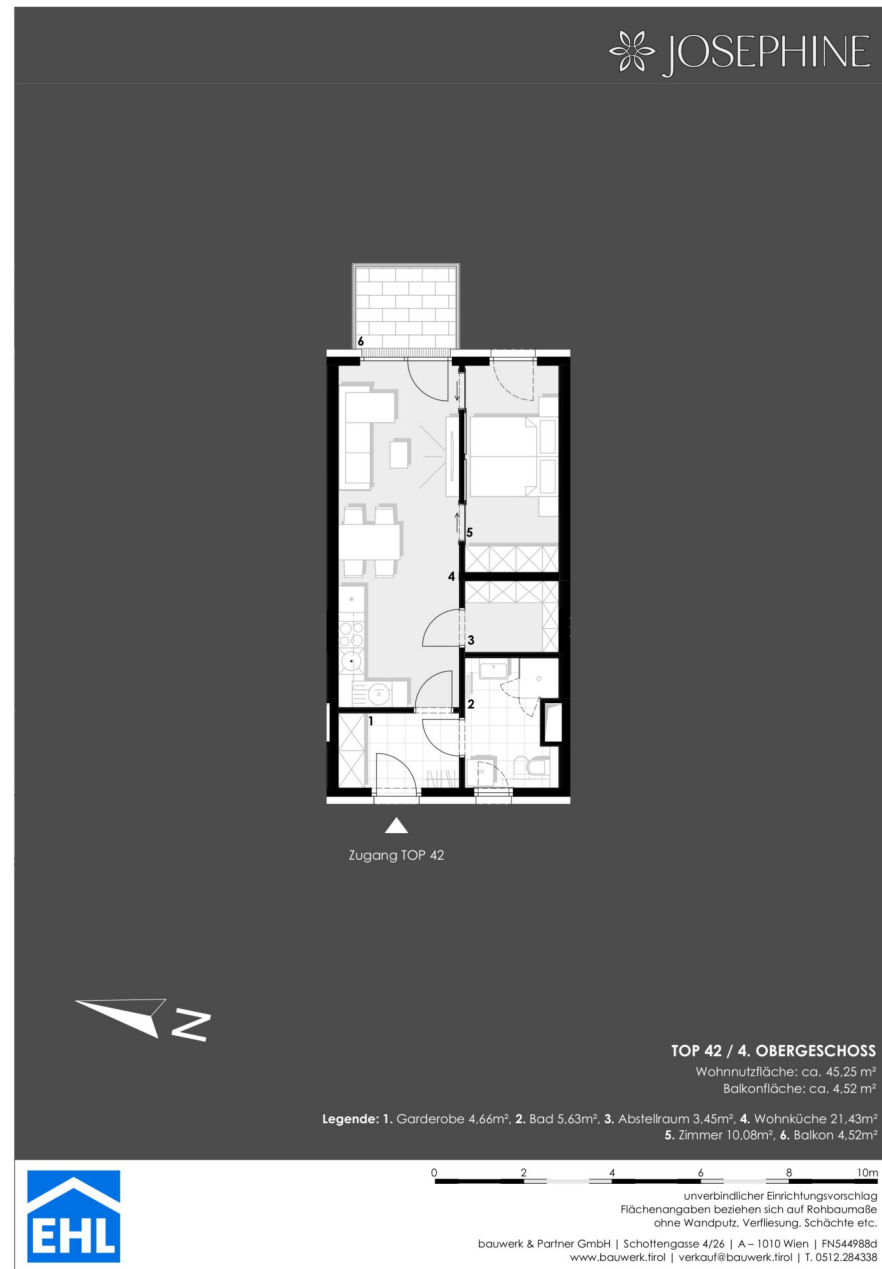 JOSEPHINE
6
5
4
3
2
1
Zugang TOP 42
N
TOP 42 / 4. OBERGESCHOSS
Wohnnutzfläche: ca. 45,25 m²
Balkonfläche: ca. 4,52 m²
Legende: 1. Garderobe 4,66m², 2. Bad 5,63m², 3. Abstellraum 3,45m², 4. Wohnküche 21,43m²
5. Zimmer 10,08m², 6. Balkon 4,52m²
0 2 4 6 8 10m
unverbindlicher Einrichtungsvorschlag
Flächenangaben beziehen sich auf Rohbaumaße
ohne Wandputz, Verfliesung, Schächte etc.
EHL
bauwerk & Partner GmbH | Schottengasse 4/26 | A – 1010 Wien | FN544988d
www.bauwerk.tirol | verkauf@bauwerk.tirol | T. 0512.284338